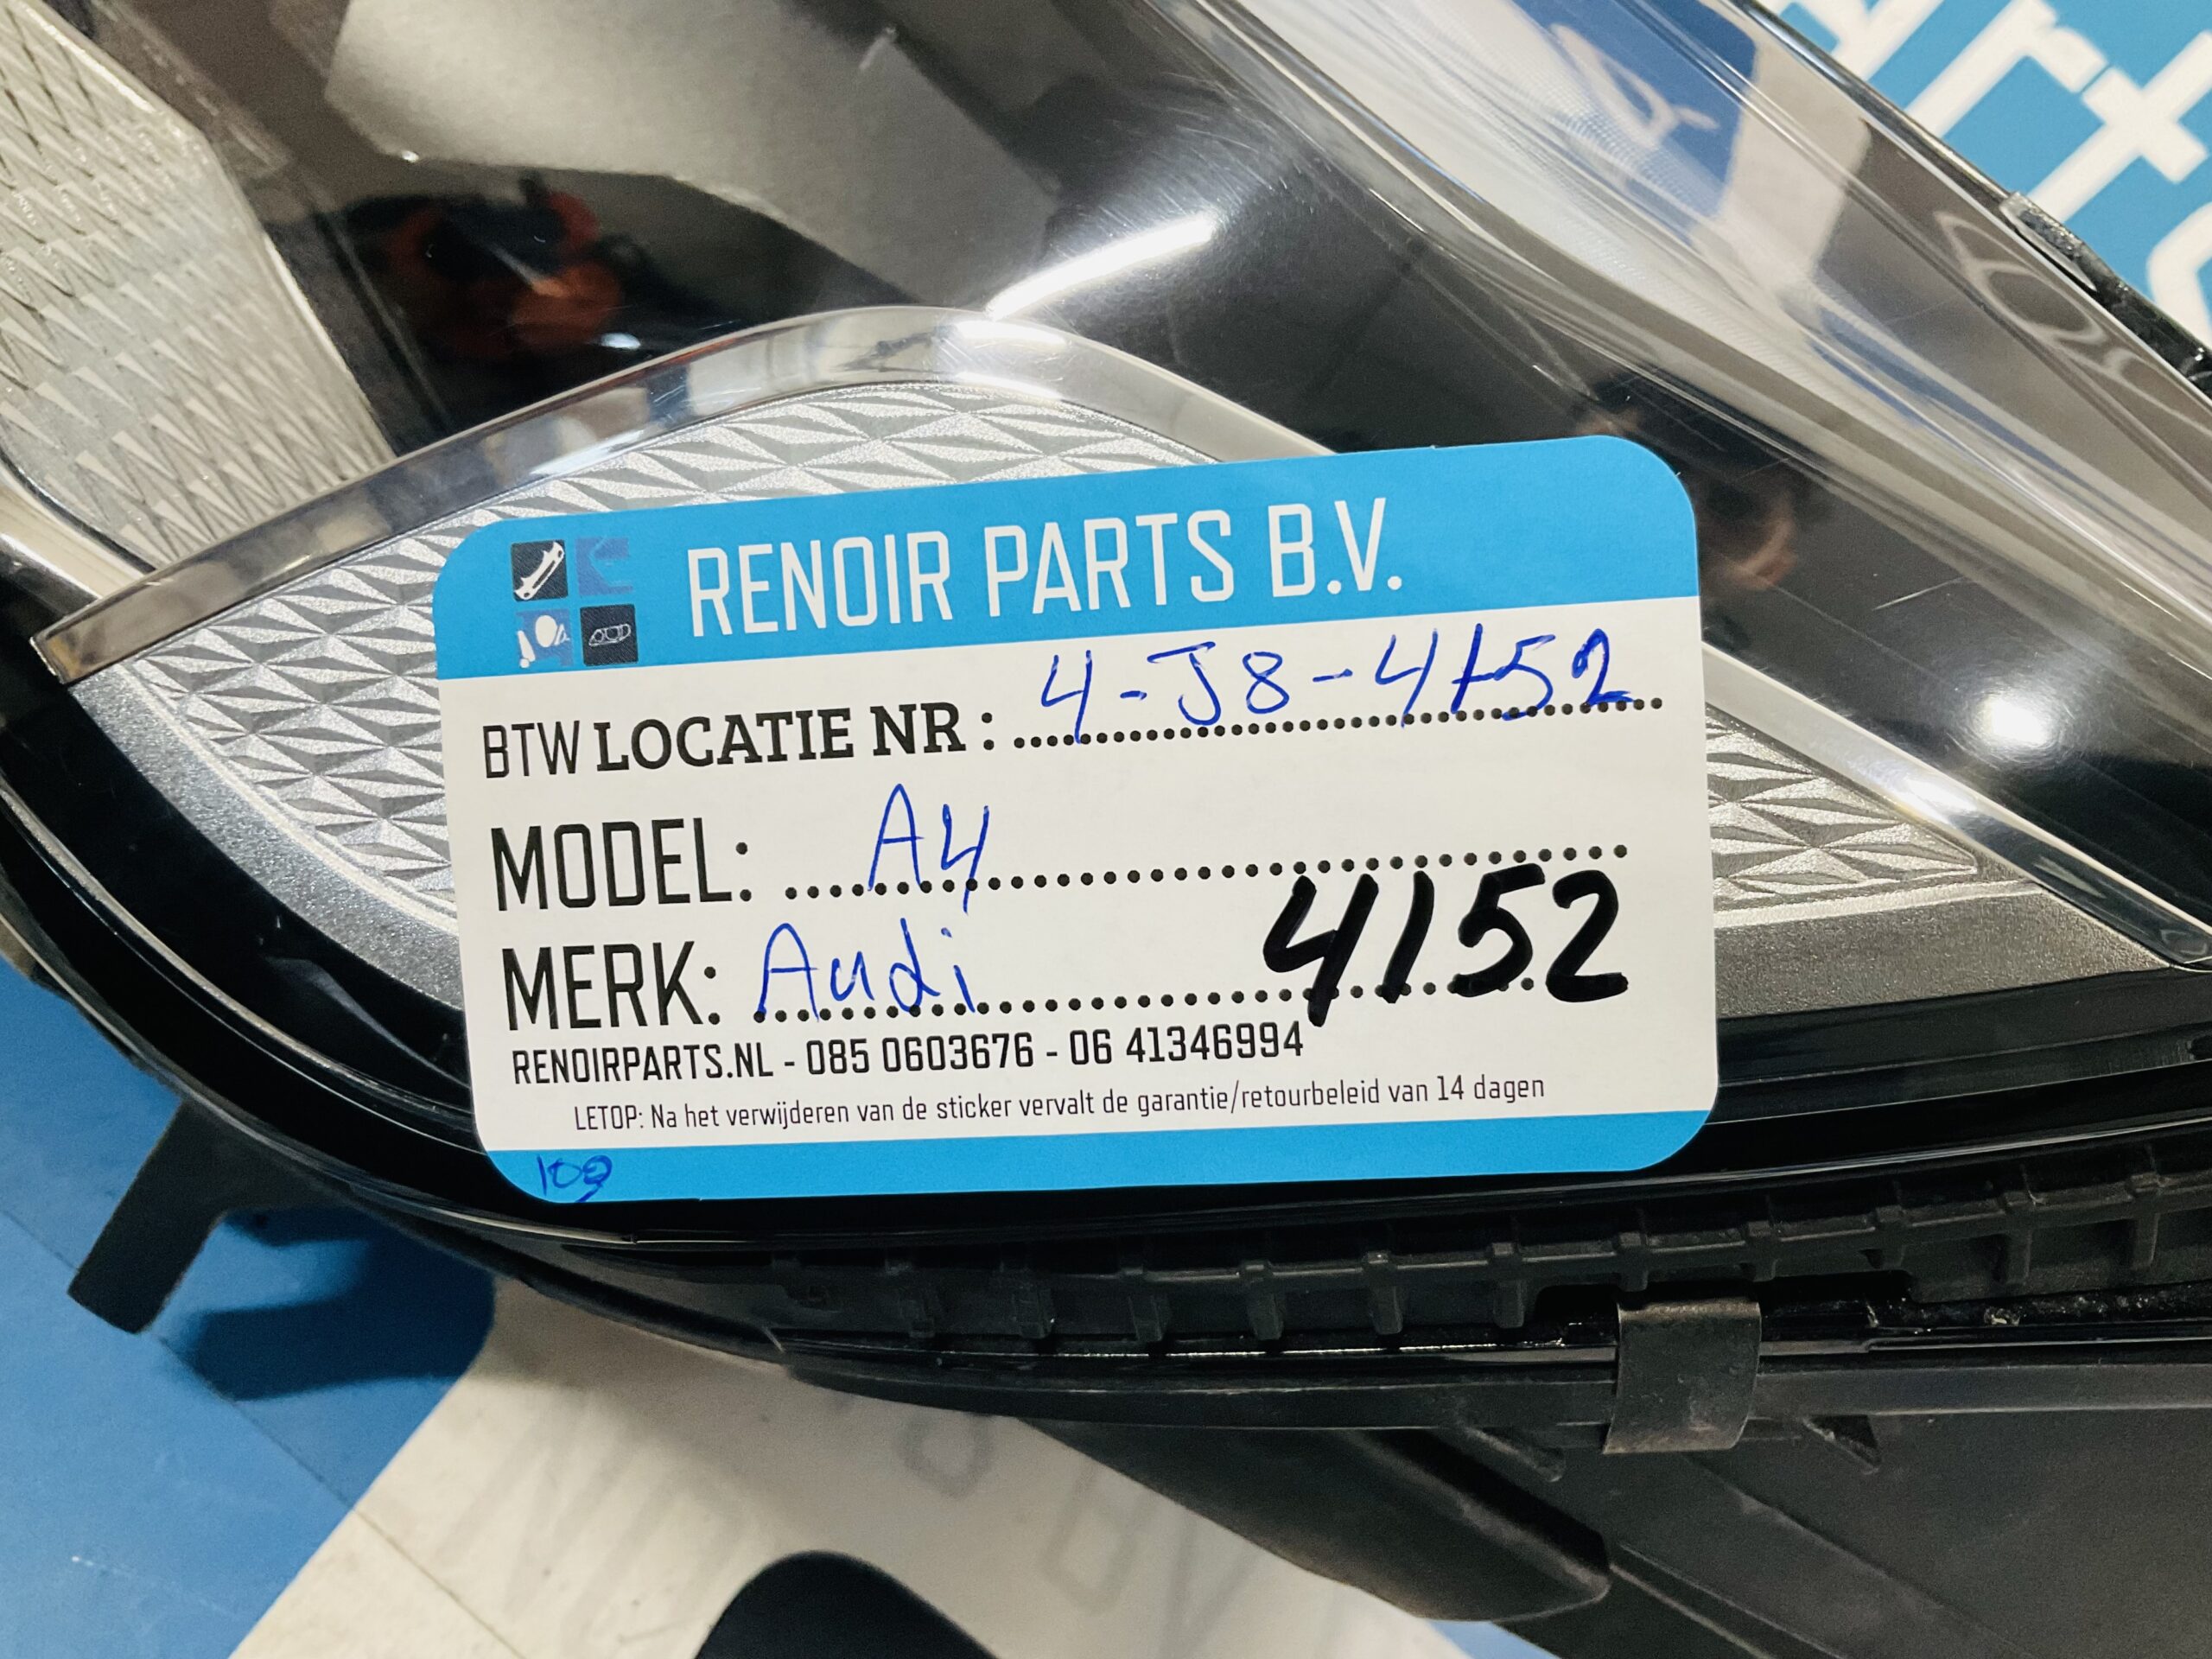 RENOIR PARTS B.V.
BTW LOCATIE NR : 4-J8-4152
MODEL: A4
4152
MERK: Audi
RENOIRPARTS.NL - 085 0603676 - 06 41346994
LETOP: Na het verwijderen van de sticker vervalt de garantie/retourbeleid van 14 dagen